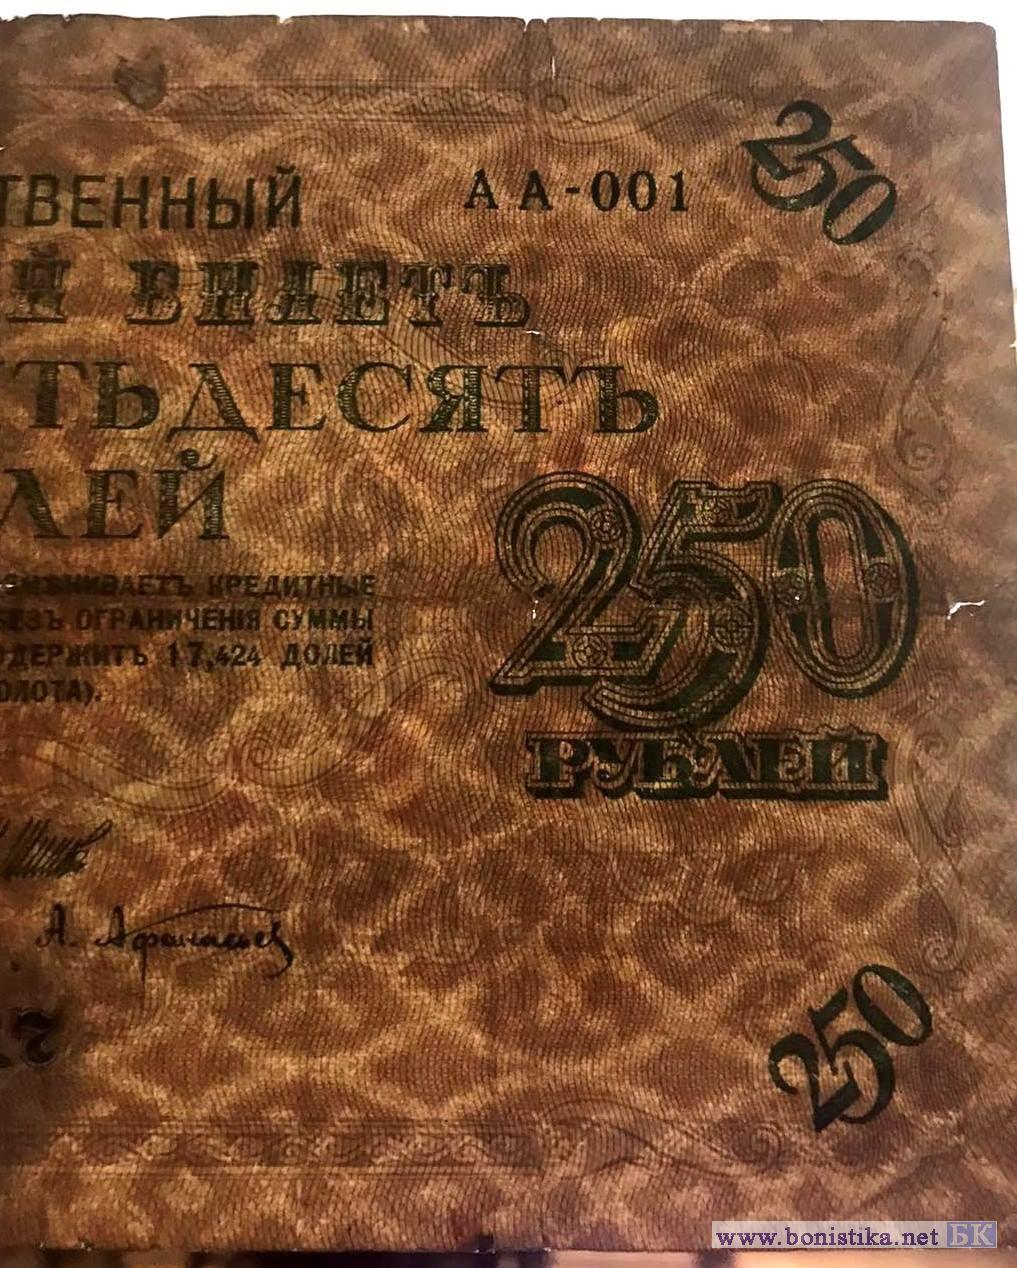 ТВЕННЫЙ АА-001 250
Й БИЛЕТЪ
ТЬДЕСЯТЪ
ЛЕЙ
250
РУБЛЕЙ
КРЕДИТНЫЕ
БЕЗЪ ОГРАНИЧЕНІЯ СУММЫ
ОДЕРЖИТЪ 17,424 ДОЛЕЙ
ОЛОТА).
А. Афанасьев
250
www.bonistika.net БК